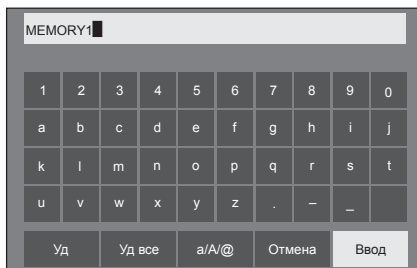 MEMORY1
1 2 3 4 5 6 7 8 9 0
a b c d e f g h i j
k l m n o p q r s t
u v w x y z . – _
Уд Уд все a/A/@ Отмена Ввод